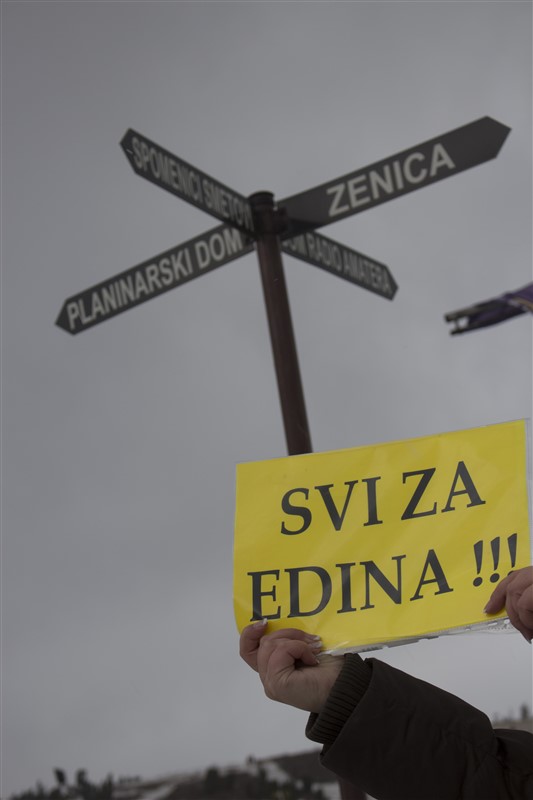 SPOMENICI SMETOVI
ZENICA
PLANINARSKI DOM
DOM RADIO AMATERA
SVI ZA
EDINA !!!